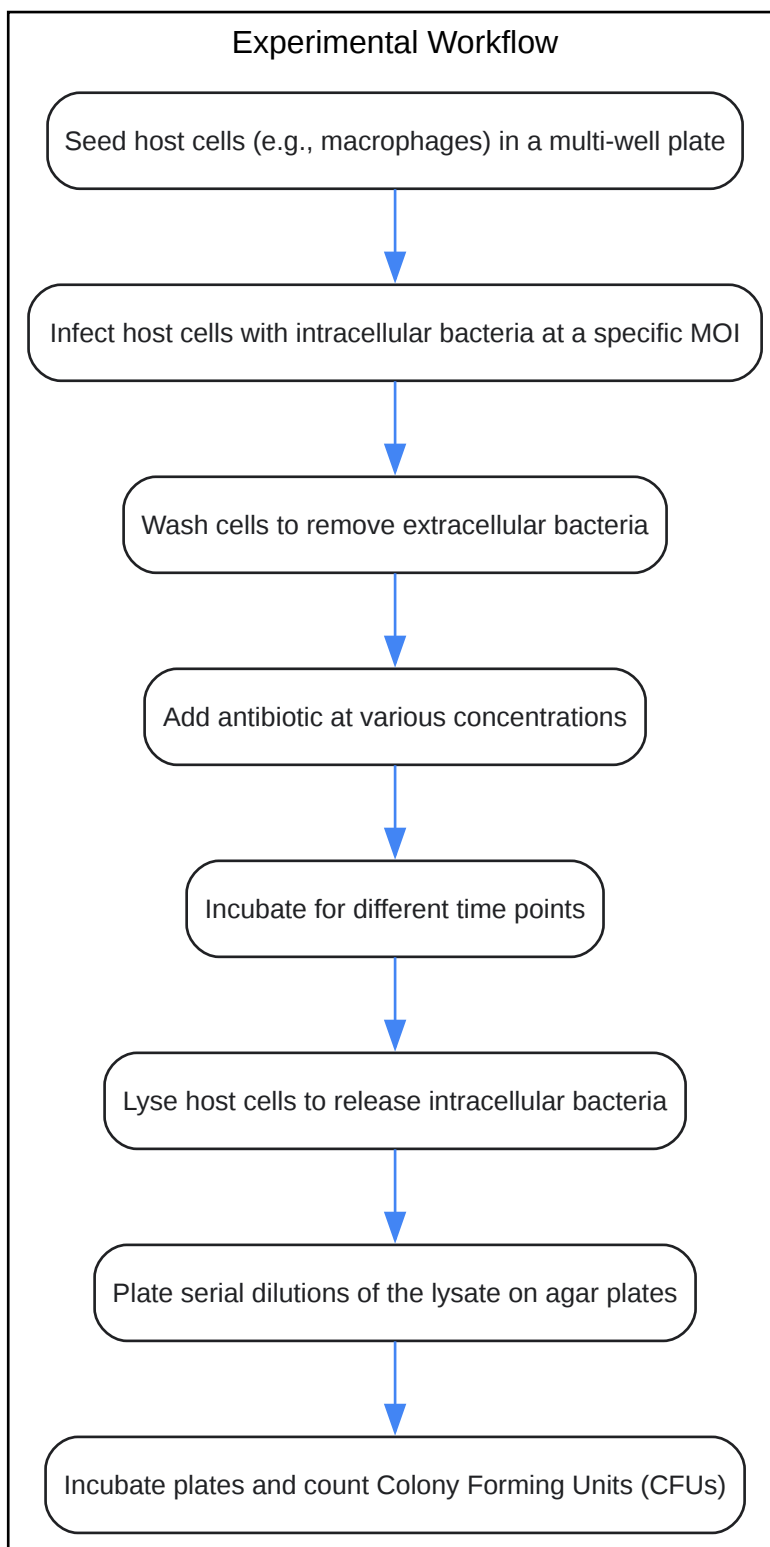 Experimental Workflow
Seed host cells (e.g., macrophages) in a multi-well plate
Infect host cells with intracellular bacteria at a specific MOI
Wash cells to remove extracellular bacteria
Add antibiotic at various concentrations
Incubate for different time points
Lyse host cells to release intracellular bacteria
Plate serial dilutions of the lysate on agar plates
Incubate plates and count Colony Forming Units (CFUs)